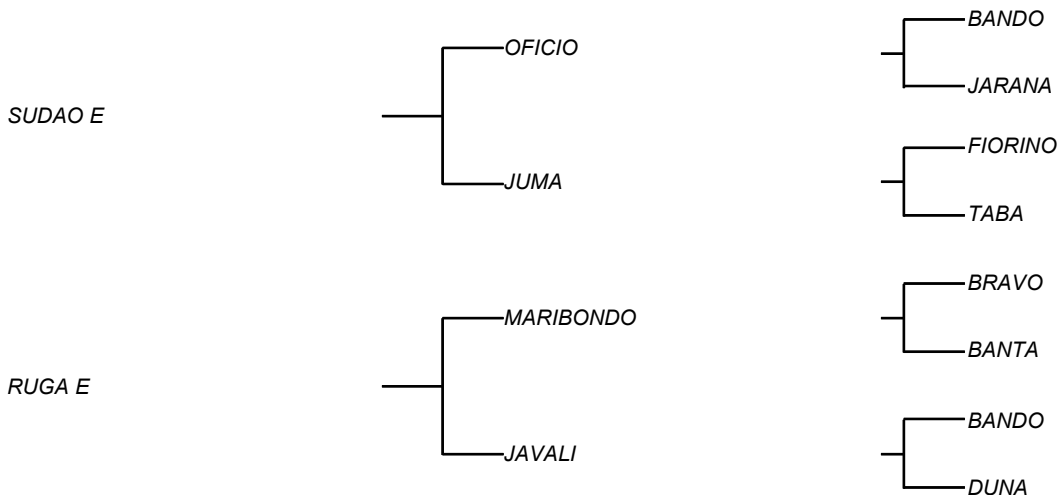 BANDO
OFICIO
JARANA
SUDAO E
FIORINO
JUMA
TABA
BRAVO
MARIBONDO
BANTA
RUGA E
BANDO
JAVALI
DUNA